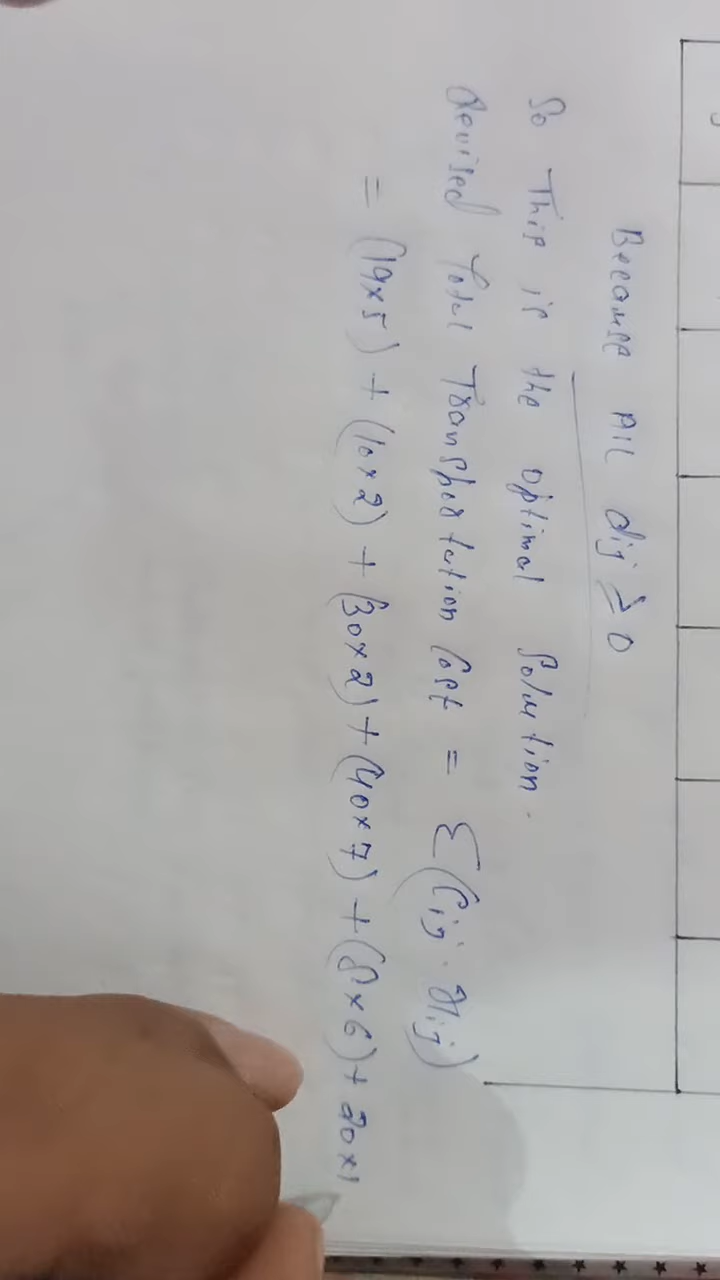 Because All dij ≥ 0
So This is the optimal Solution.
Revised Total Transportation Cost = Σ(Cij · xij)
= (19×5) + (10×2) + (30×2) + (40×7) + (8×6) + 20×1